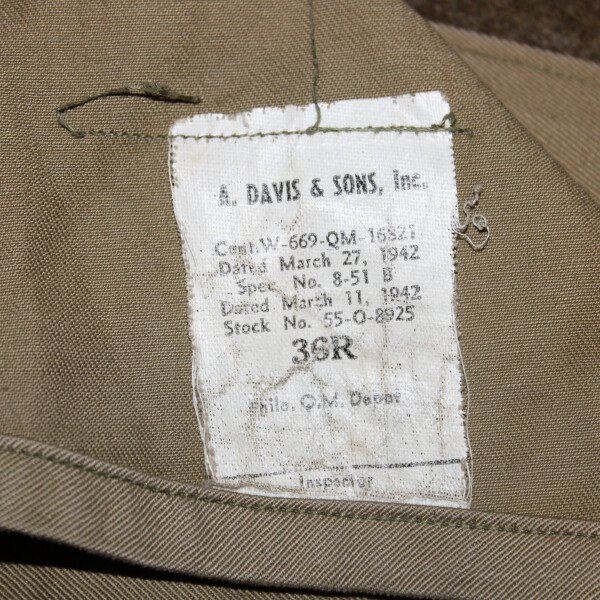 A. DAVIS & SONS, Inc.
Cont. W-669-QM-16821
Dated March 27, 1942
Spec. No. 8-51 B
Dated March 11, 1942
Stock No. 55-O-8925
36R
Phila. Q.M. Depot
Inspector